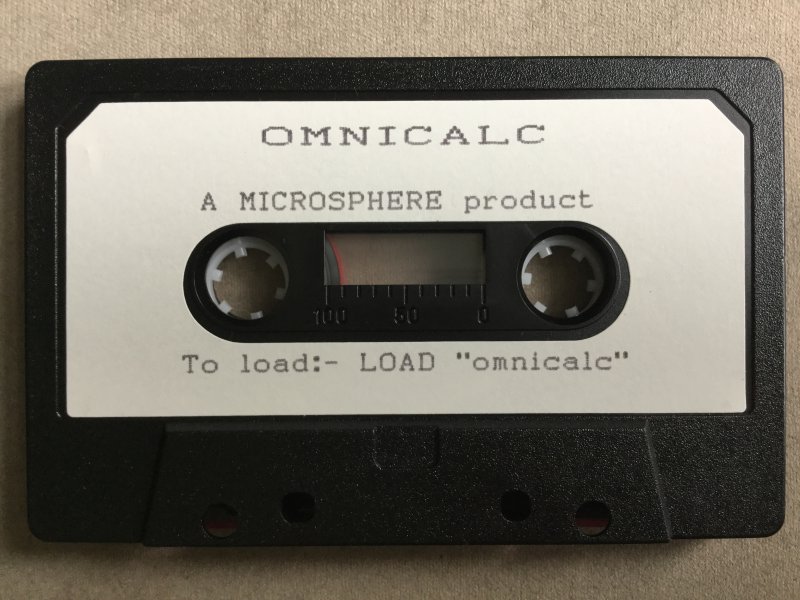 OMNICALC
A MICROSPHERE product
100 50 0
To load:- LOAD "omnicalc"